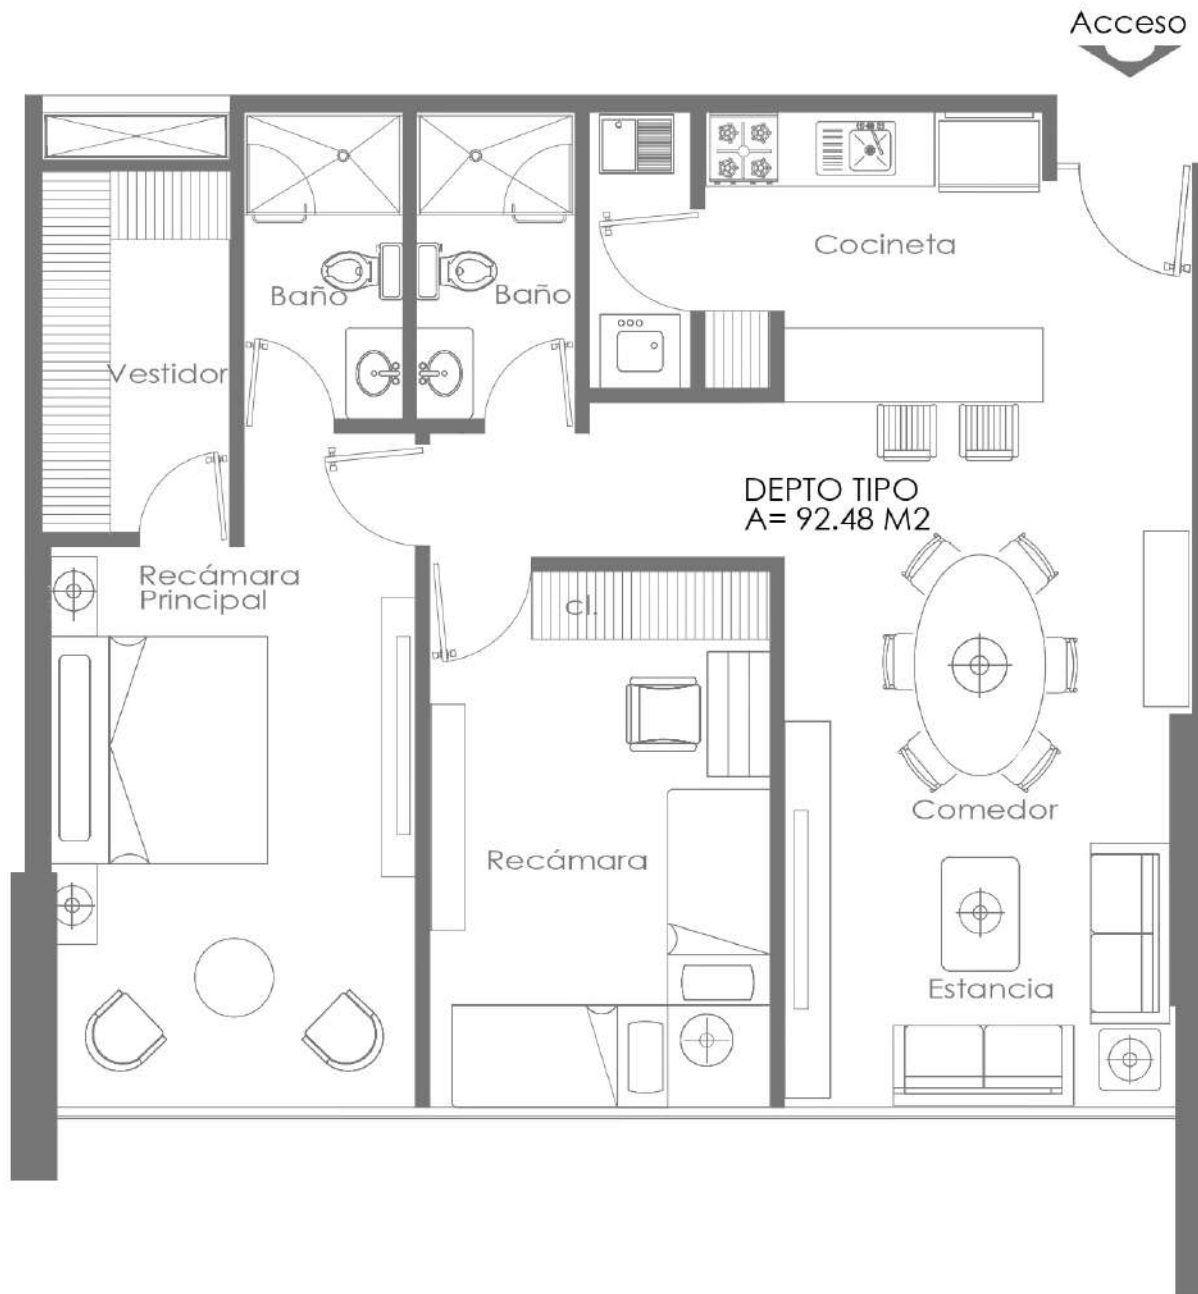 Acceso
Cocineta
Baño
Baño
Vestidor
DEPTO TIPO
A= 92.48 M2
Recámara
Principal
cl.
Comedor
Recámara
Estancia